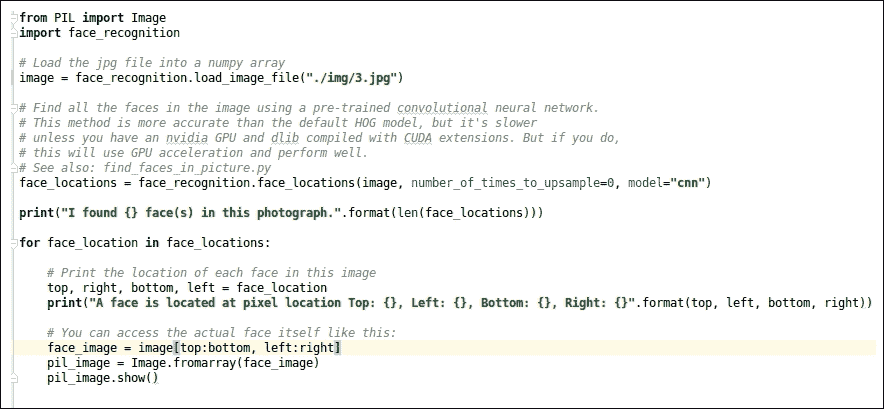 from PIL import Image
import face_recognition
# Load the jpg file into a numpy array
image = face_recognition.load_image_file("./img/3.jpg")
# Find all the faces in the image using a pre-trained convolutional neural network.
# This method is more accurate than the default HOG model, but it's slower
# unless you have an nvidia GPU and dlib compiled with CUDA extensions. But if you do,
# this will use GPU acceleration and perform well.
# See also: find_faces_in_picture.py
face_locations = face_recognition.face_locations(image, number_of_times_to_upsample=0, model="cnn")
print("I found {} face(s) in this photograph.".format(len(face_locations)))
for face_location in face_locations:
    # Print the location of each face in this image
    top, right, bottom, left = face_location
    print("A face is located at pixel location Top: {}, Left: {}, Bottom: {}, Right: {}".format(top, left, bottom, right))
    # You can access the actual face itself like this:
    face_image = image[top:bottom, left:right]
    pil_image = Image.fromarray(face_image)
    pil_image.show()